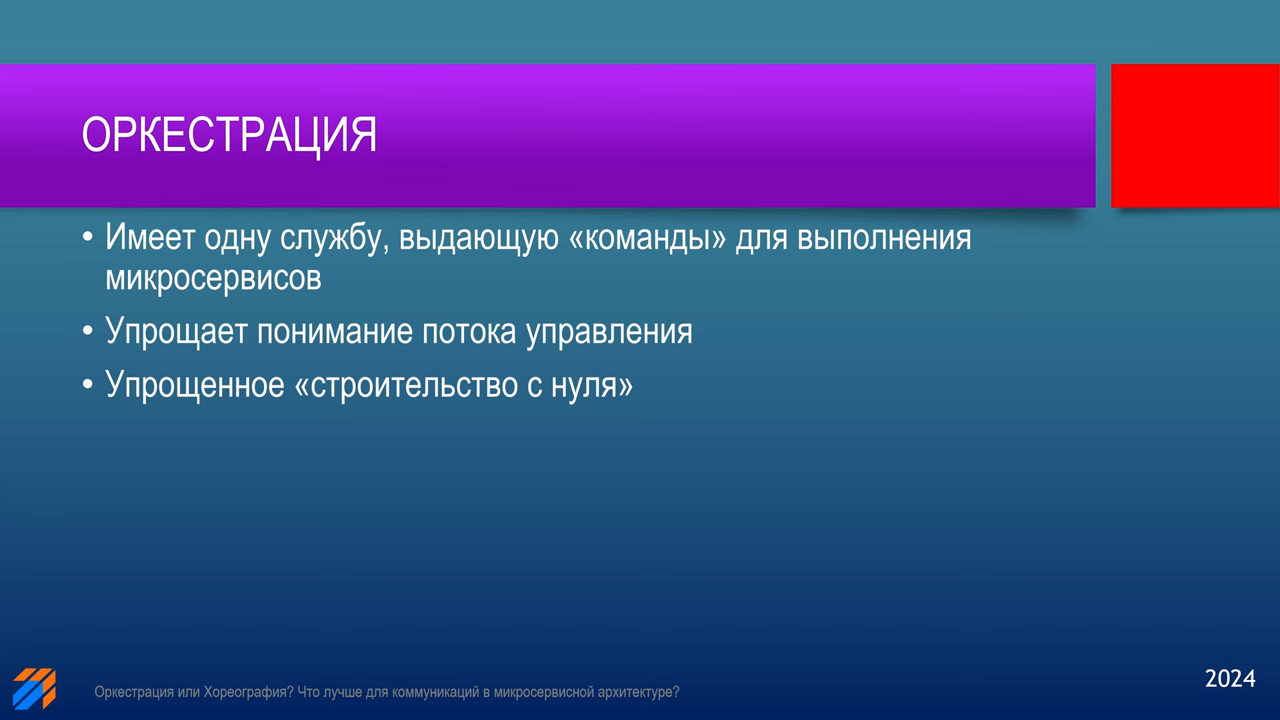 ОРКЕСТРАЦИЯ
• Имеет одну службу, выдающую «команды» для выполнения
микросервисов
• Упрощает понимание потока управления
• Упрощенное «строительство с нуля»
Оркестрация или Хореография? Что лучше для коммуникаций в микросервисной архитектуре?
2024